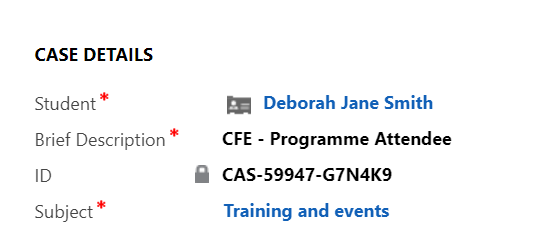 CASE DETAILS
Student * Deborah Jane Smith
Brief Description * CFE - Programme Attendee
ID CAS-59947-G7N4K9
Subject * Training and events